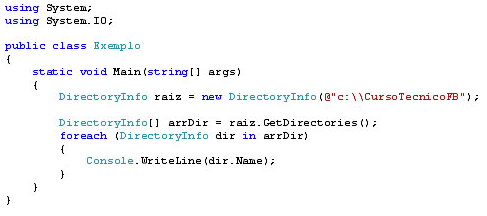 using System;
using System.IO;

public class Exemplo
{
    static void Main(string[] args)
    {
        DirectoryInfo raiz = new DirectoryInfo(@"c:\\CursoTecnicoFB");

        DirectoryInfo[] arrDir = raiz.GetDirectories();
        foreach (DirectoryInfo dir in arrDir)
        {
            Console.WriteLine(dir.Name);
        }
    }
}